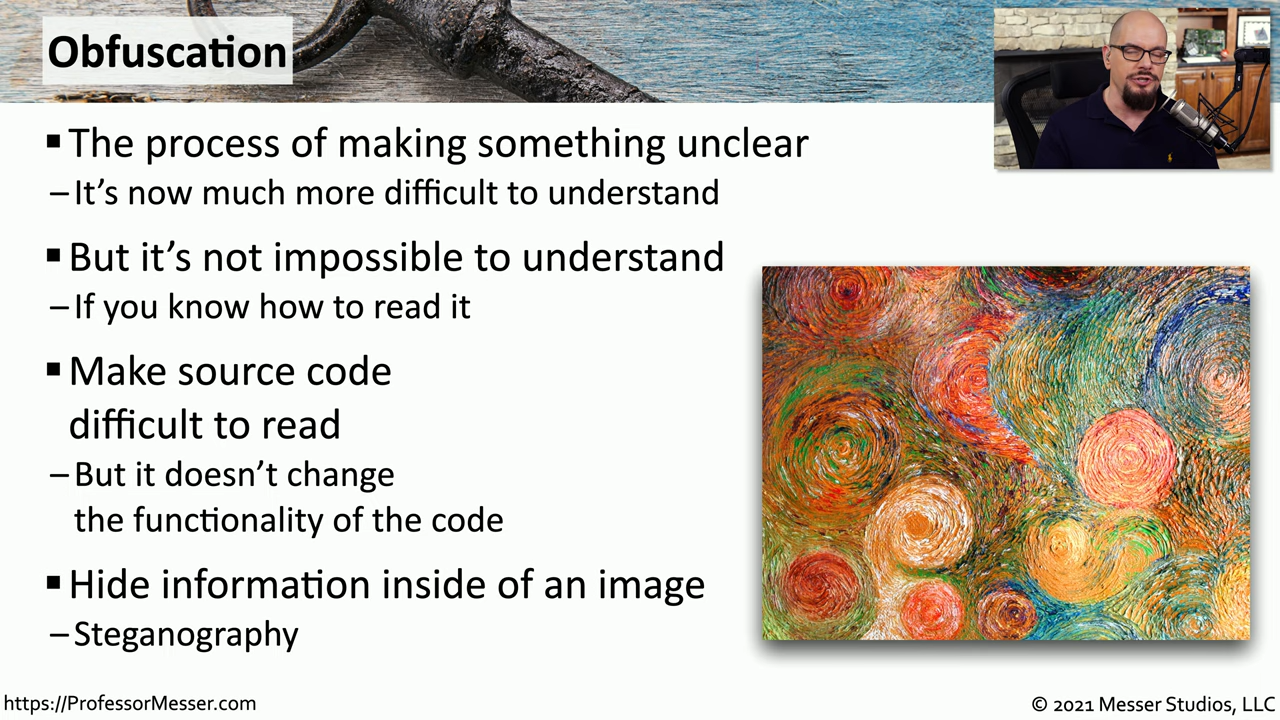 Obfuscation
▪ The process of making something unclear
– It’s now much more difficult to understand
▪ But it’s not impossible to understand
– If you know how to read it
▪ Make source code
difficult to read
– But it doesn’t change
the functionality of the code
▪ Hide information inside of an image
– Steganography
https://ProfessorMesser.com
© 2021 Messer Studios, LLC